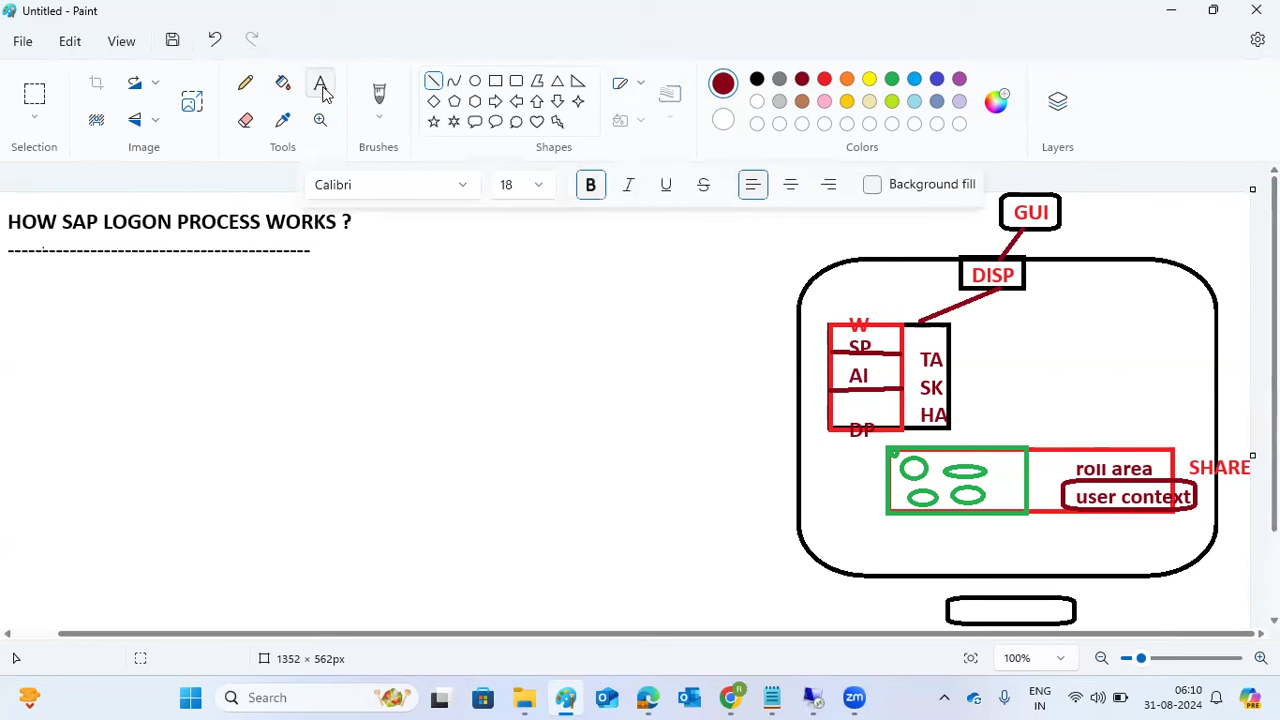 Untitled - Paint
File Edit View
Selection Image Tools Brushes Shapes Colors Layers
Calibri 18 B I U S Background fill
HOW SAP LOGON PROCESS WORKS ?
-------------------------------------------
GUI
DISP
W
SP
AI
DP
TA
SK
HA
roll area
user context
SHARE
1352 × 562px 100%
Search
ENG
IN
06:10
31-08-2024